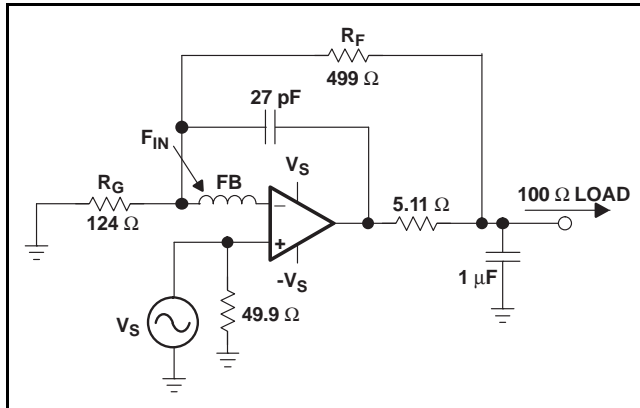 R_F
499 Ω
27 pF
F_IN
V_S
R_G
FB
124 Ω
−
+
5.11 Ω
100 Ω LOAD
-V_S
1 μF
V_S
49.9 Ω